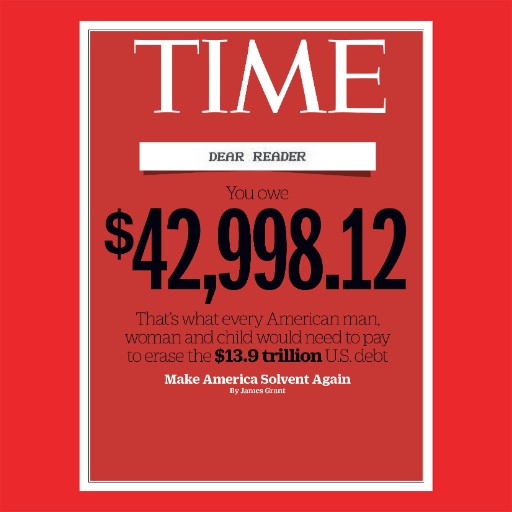 TIME
DEAR READER
You owe
$42,998.12
That's what every American man,
woman and child would need to pay
to erase the $13.9 trillion U.S. debt
Make America Solvent Again
By James Grant